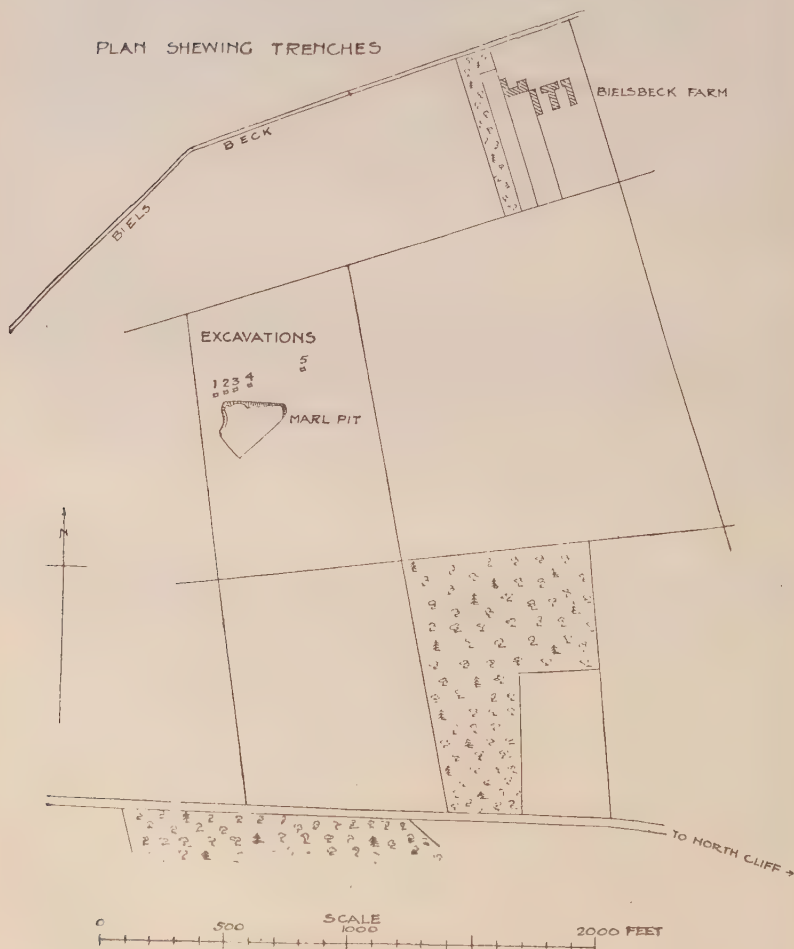 PLAN SHEWING TRENCHES
BIELSBECK FARM
BECK
BIELS
EXCAVATIONS
5
1 2 3 4
MARL PIT
N
TO NORTH CLIFF →
SCALE
0 500 1000 2000 FEET